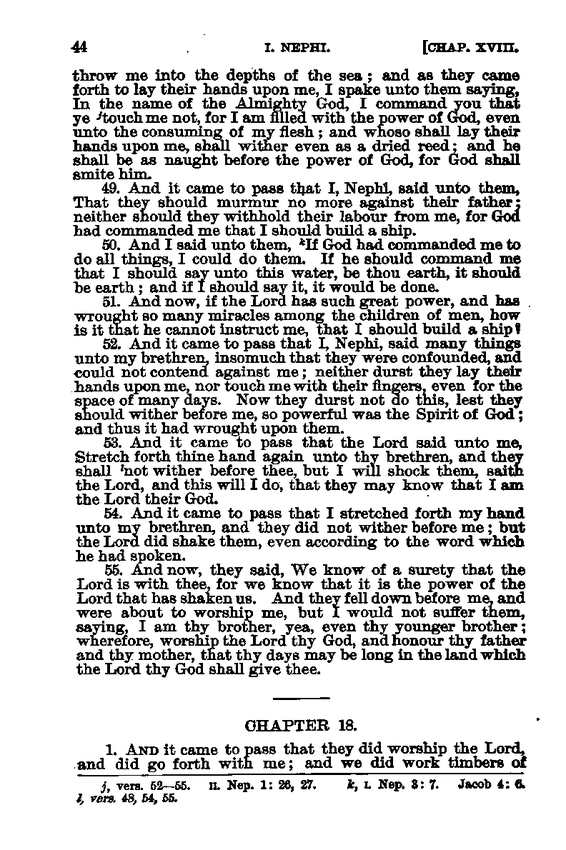 44 I. NEPHI. [CHAP. XVIII.
throw me into the depths of the sea; and as they came
forth to lay their hands upon me, I spake unto them saying,
In the name of the Almighty God, I command you that
ye jtouch me not, for I am filled with the power of God, even
unto the consuming of my flesh; and whoso shall lay their
hands upon me, shall wither even as a dried reed; and he
shall be as naught before the power of God, for God shall
smite him.
49. And it came to pass that I, Nephi, said unto them,
That they should murmur no more against their father;
neither should they withhold their labour from me, for God
had commanded me that I should build a ship.
50. And I said unto them, kIf God had commanded me to
do all things, I could do them. If he should command me
that I should say unto this water, be thou earth, it should
be earth; and if I should say it, it would be done.
51. And now, if the Lord has such great power, and has
wrought so many miracles among the children of men, how
is it that he cannot instruct me, that I should build a ship?
52. And it came to pass that I, Nephi, said many things
unto my brethren, insomuch that they were confounded, and
could not contend against me; neither durst they lay their
hands upon me, nor touch me with their fingers, even for the
space of many days. Now they durst not do this, lest they
should wither before me, so powerful was the Spirit of God;
and thus it had wrought upon them.
53. And it came to pass that the Lord said unto me,
Stretch forth thine hand again unto thy brethren, and they
shall lnot wither before thee, but I will shock them, saith
the Lord, and this will I do, that they may know that I am
the Lord their God.
54. And it came to pass that I stretched forth my hand
unto my brethren, and they did not wither before me; but
the Lord did shake them, even according to the word which
he had spoken.
55. And now, they said, We know of a surety that the
Lord is with thee, for we know that it is the power of the
Lord that has shaken us. And they fell down before me, and
were about to worship me, but I would not suffer them,
saying, I am thy brother, yea, even thy younger brother;
wherefore, worship the Lord thy God, and honour thy father
and thy mother, that thy days may be long in the land which
the Lord thy God shall give thee.
CHAPTER 18.
1. AND it came to pass that they did worship the Lord,
and did go forth with me; and we did work timbers of
j, vers. 52—55. II. Nep. 1: 26, 27. k, I. Nep. 3: 7. Jacob 4: 6.
l, vers. 48, 54, 55.